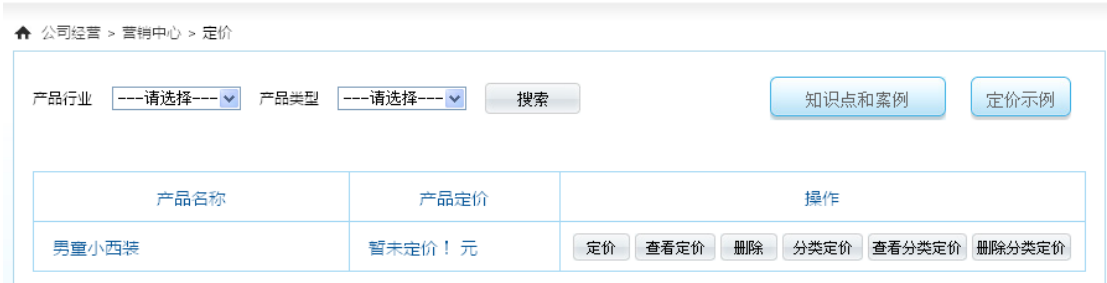 公司经营 > 营销中心 > 定价
产品行业 ---请选择--- 产品类型 ---请选择--- 搜索 知识点和案例 定价示例
产品名称 产品定价 操作
男童小西装 暂未定价！ 元 定价 查看定价 删除 分类定价 查看分类定价 删除分类定价